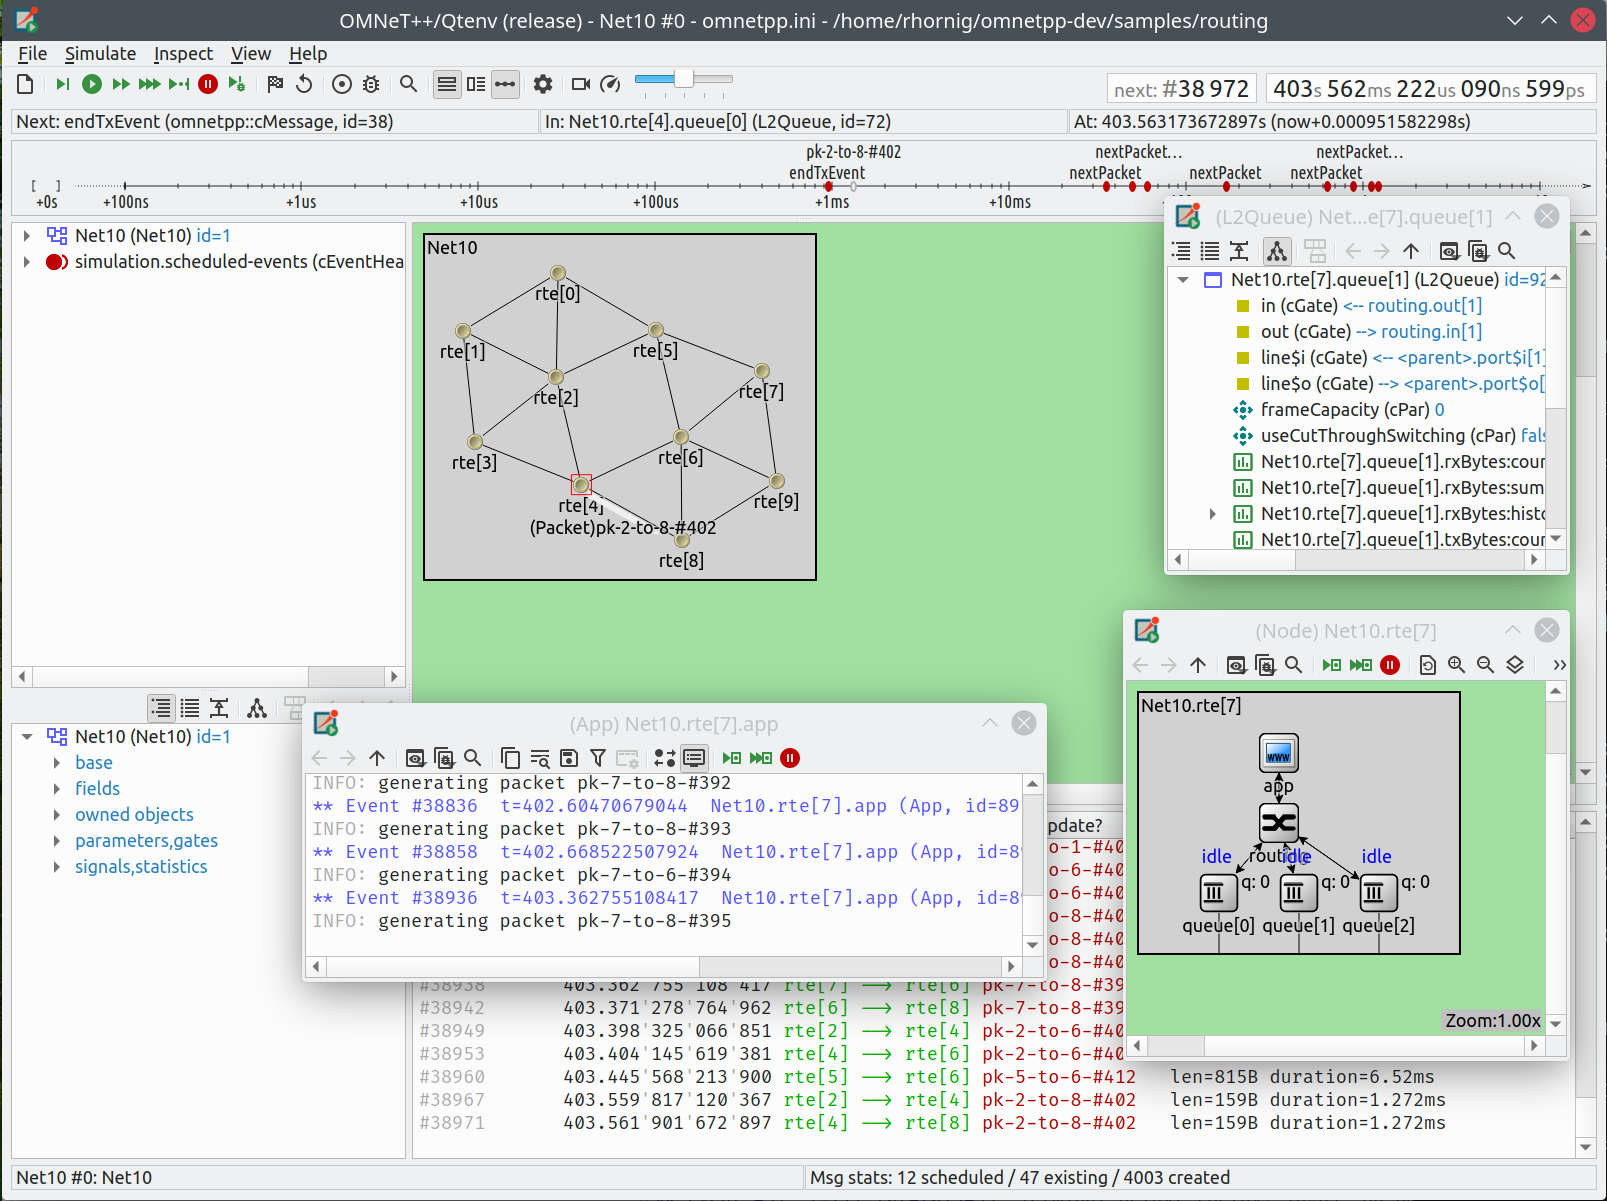 OMNeT++/Qtenv (release) - Net10 #0 - omnetpp.ini - /home/rhornig/omnetpp-dev/samples/routing
File Simulate Inspect View Help
next: #38 972 403s 562ms 222us 090ns 599ps
Next: endTxEvent (omnetpp::cMessage, id=38) In: Net10.rte[4].queue[0] (L2Queue, id=72) At: 403.563173672897s (now+0.000951582298s)
pk-2-to-8-#402 nextPacket... nextPacket...
endTxEvent nextPacket nextPacket nextPacket
[ ]
+0s +100ns +1us +10us +100us +1ms +10ms
Net10 (Net10) id=1
simulation.scheduled-events (cEventHea
Net10
rte[0]
rte[1]
rte[5]
rte[2]
rte[7]
rte[3]
rte[6]
rte[4]
rte[9]
(Packet)pk-2-to-8-#402
rte[8]
(L2Queue) Net...e[7].queue[1]
Net10.rte[7].queue[1] (L2Queue) id=92
in (cGate) <-- routing.out[1]
out (cGate) --> routing.in[1]
line$i (cGate) <-- <parent>.port$i[1]
line$o (cGate) --> <parent>.port$o[
frameCapacity (cPar) 0
useCutThroughSwitching (cPar) fals
Net10.rte[7].queue[1].rxBytes:cour
Net10.rte[7].queue[1].rxBytes:sum
Net10.rte[7].queue[1].rxBytes:histo
Net10.rte[7].queue[1].txBytes:cour
Net10 (Net10) id=1
base
fields
owned objects
parameters,gates
signals,statistics
(App) Net10.rte[7].app
INFO: generating packet pk-7-to-8-#392
** Event #38836 t=402.60470679044 Net10.rte[7].app (App, id=89
INFO: generating packet pk-7-to-8-#393
** Event #38858 t=402.668522507924 Net10.rte[7].app (App, id=8
INFO: generating packet pk-7-to-8-#394
** Event #38936 t=403.362755108417 Net10.rte[7].app (App, id=8
INFO: generating packet pk-7-to-8-#395
(Node) Net10.rte[7]
Net10.rte[7]
www
app
routing
idle idle idle
q: 0 q: 0 q: 0
queue[0] queue[1] queue[2]
Zoom:1.00x
pdate?
o-1-#40
o-6-#40
o-6-#40
o-8-#40
o-8-#40
o-8-#40
#38938 403.362'755'108'417 rte[7] --> rte[6] pk-7-to-8-#39
#38942 403.371'278'764'962 rte[6] --> rte[8] pk-7-to-8-#39
#38949 403.398'325'066'851 rte[2] --> rte[4] pk-2-to-6-#40
#38953 403.404'145'619'381 rte[4] --> rte[6] pk-2-to-6-#40
#38960 403.445'568'213'900 rte[5] --> rte[6] pk-5-to-6-#412 len=815B duration=6.52ms
#38967 403.559'817'120'367 rte[2] --> rte[4] pk-2-to-8-#402 len=159B duration=1.272ms
#38971 403.561'901'672'897 rte[4] --> rte[8] pk-2-to-8-#402 len=159B duration=1.272ms
Net10 #0: Net10 Msg stats: 12 scheduled / 47 existing / 4003 created